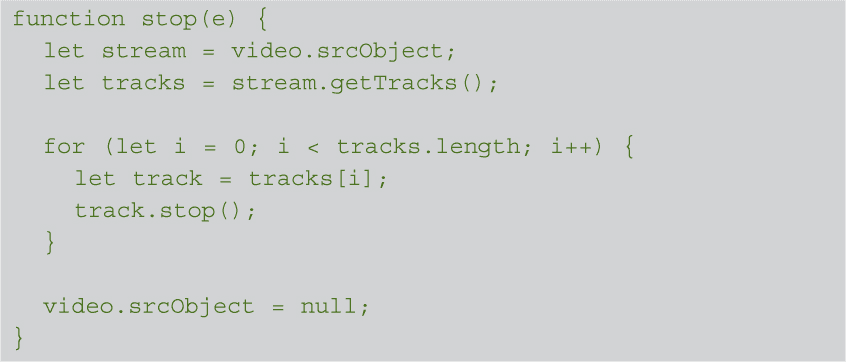 function stop(e) {
  let stream = video.srcObject;
  let tracks = stream.getTracks();

  for (let i = 0; i < tracks.length; i++) {
    let track = tracks[i];
    track.stop();
  }

  video.srcObject = null;
}